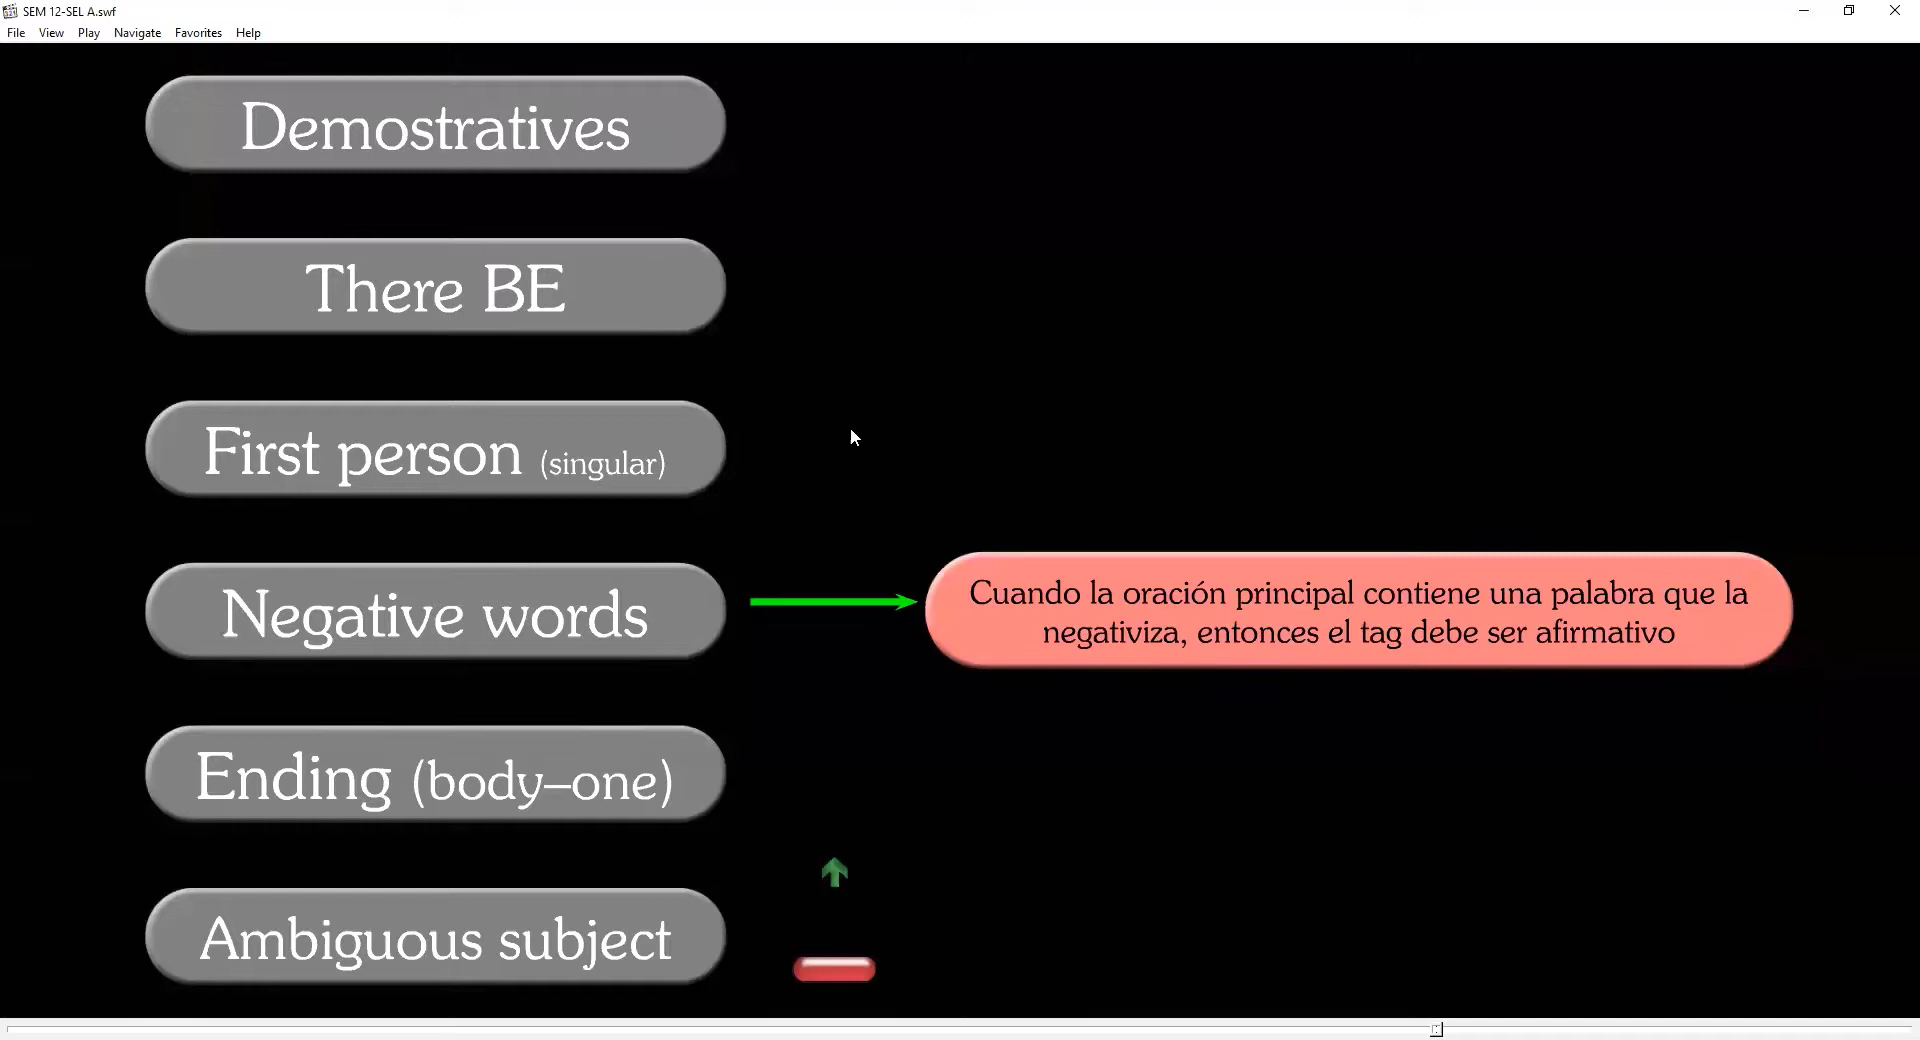 SEM 12-SEL A.swf
File View Play Navigate Favorites Help
Demostratives
There BE
First person (singular)
Negative words
Cuando la oración principal contiene una palabra que la
negativiza, entonces el tag debe ser afirmativo
Ending (body–one)
Ambiguous subject